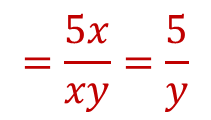 = 5x/xy = 5/y